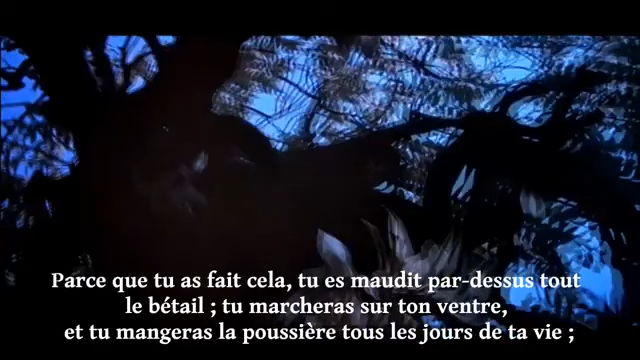 Parce que tu as fait cela, tu es maudit par-dessus tout
le bétail ; tu marcheras sur ton ventre,
et tu mangeras la poussière tous les jours de ta vie ;